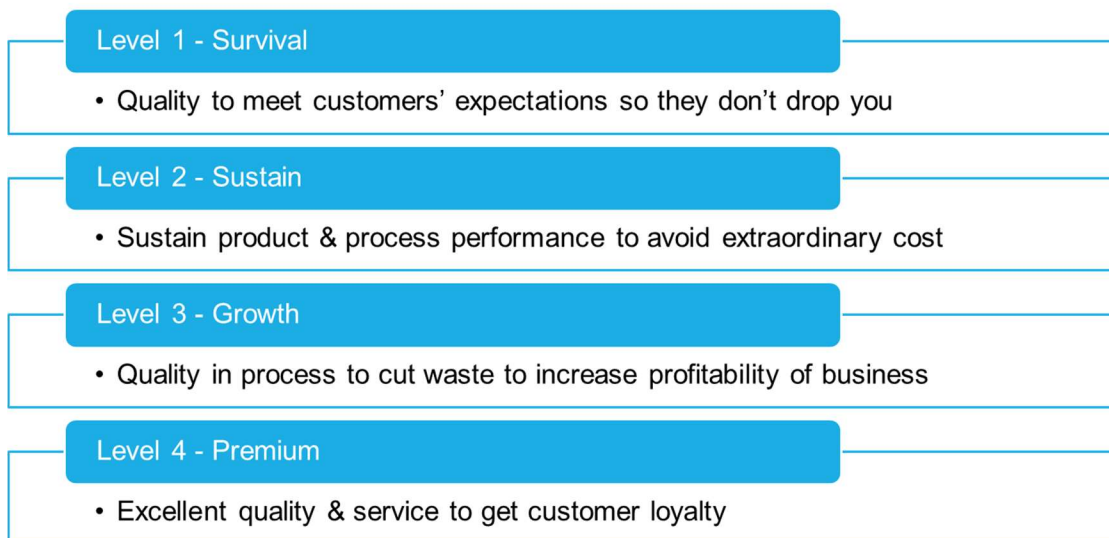 Level 1 - Survival
• Quality to meet customers’ expectations so they don’t drop you
Level 2 - Sustain
• Sustain product & process performance to avoid extraordinary cost
Level 3 - Growth
• Quality in process to cut waste to increase profitability of business
Level 4 - Premium
• Excellent quality & service to get customer loyalty